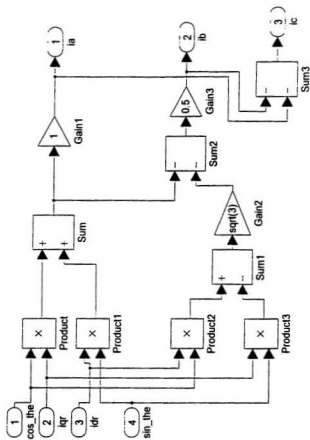 1
cos_the
2
iqr
3
idr
4
sin_the
×
Product
×
Product1
×
Product2
×
Product3
+
+
Sum
+
-
Sum1
sqrt(3)
Gain2
1
Gain1
-
-
Sum2
0.5
Gain3
-
-
Sum3
1
ia
2
ib
3
ic